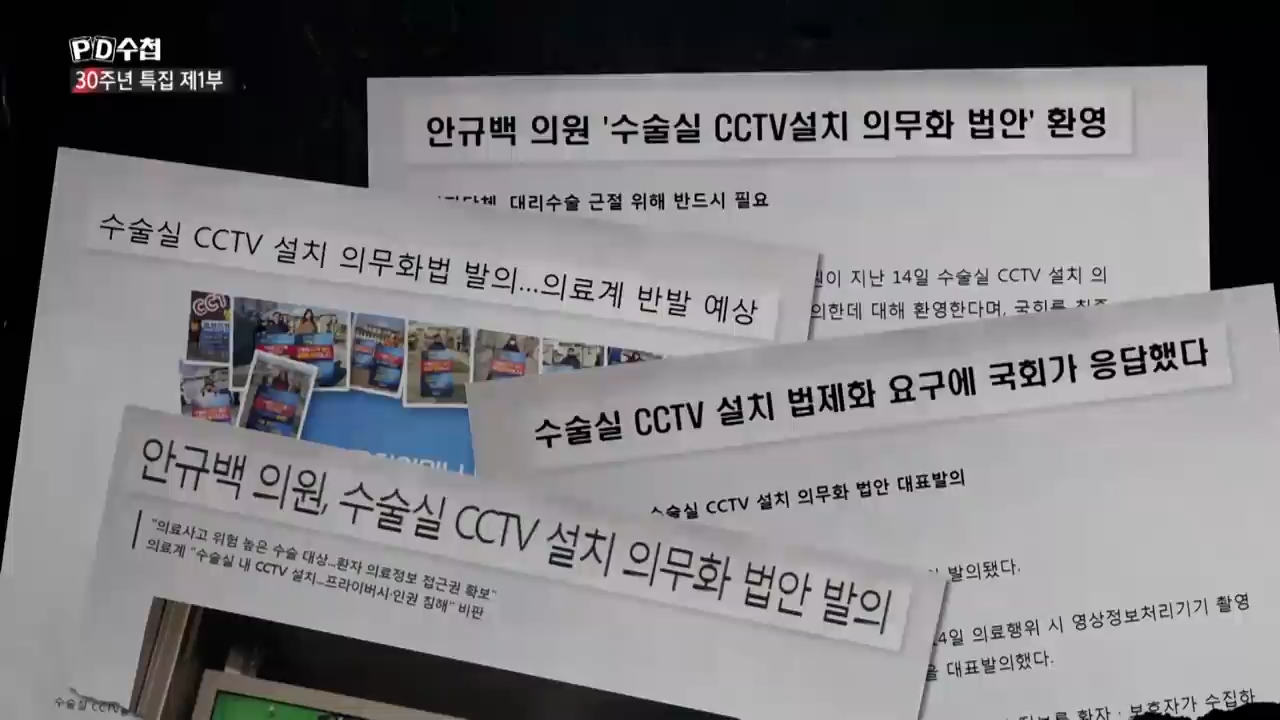 PD수첩
30주년 특집 제1부
안규백 의원 '수술실 CCTV설치 의무화 법안' 환영
대리수술 근절 위해 반드시 필요
지난 14일 수술실 CCTV 설치 의
대해 환영한다며, 국회를
수술실 CCTV 설치 의무화법 발의...의료계 반발 예상
수술실 CCTV 설치 법제화 요구에 국회가 응답했다
수술실 CCTV 설치 의무화 법안 대표발의
발의됐다.
의료행위 시 영상정보처리기기 촬영
대표발의했다.
환자·보호자가 수집하
안규백 의원, 수술실 CCTV 설치 의무화 법안 발의
"의료사고 위험 높은 수술 대상...환자 의료정보 접근권 확보"
의료계 "수술실 내 CCTV 설치...프라이버시·인권 침해" 비판
수술실 CCTV